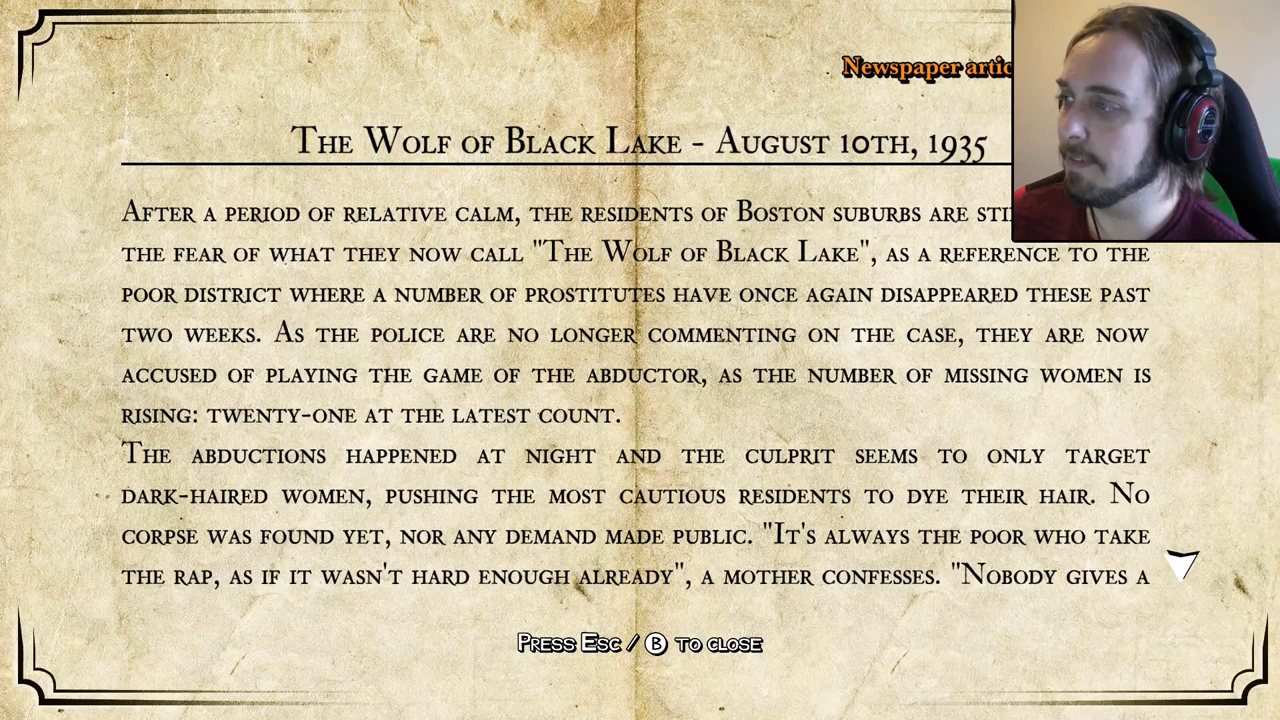 Newspaper
The Wolf of Black Lake - August 10th, 1935
After a period of relative calm, the residents of Boston suburbs are
the fear of what they now call "The Wolf of Black Lake", as a reference to the
poor district where a number of prostitutes have once again disappeared these past
two weeks. As the police are no longer commenting on the case, they are now
accused of playing the game of the abductor, as the number of missing women is
rising: twenty-one at the latest count.
The abductions happened at night and the culprit seems to only target
dark-haired women, pushing the most cautious residents to dye their hair. No
corpse was found yet, nor any demand made public. "It's always the poor who take
the rap, as if it wasn't hard enough already", a mother confesses. "Nobody gives a
Press Esc / B to close